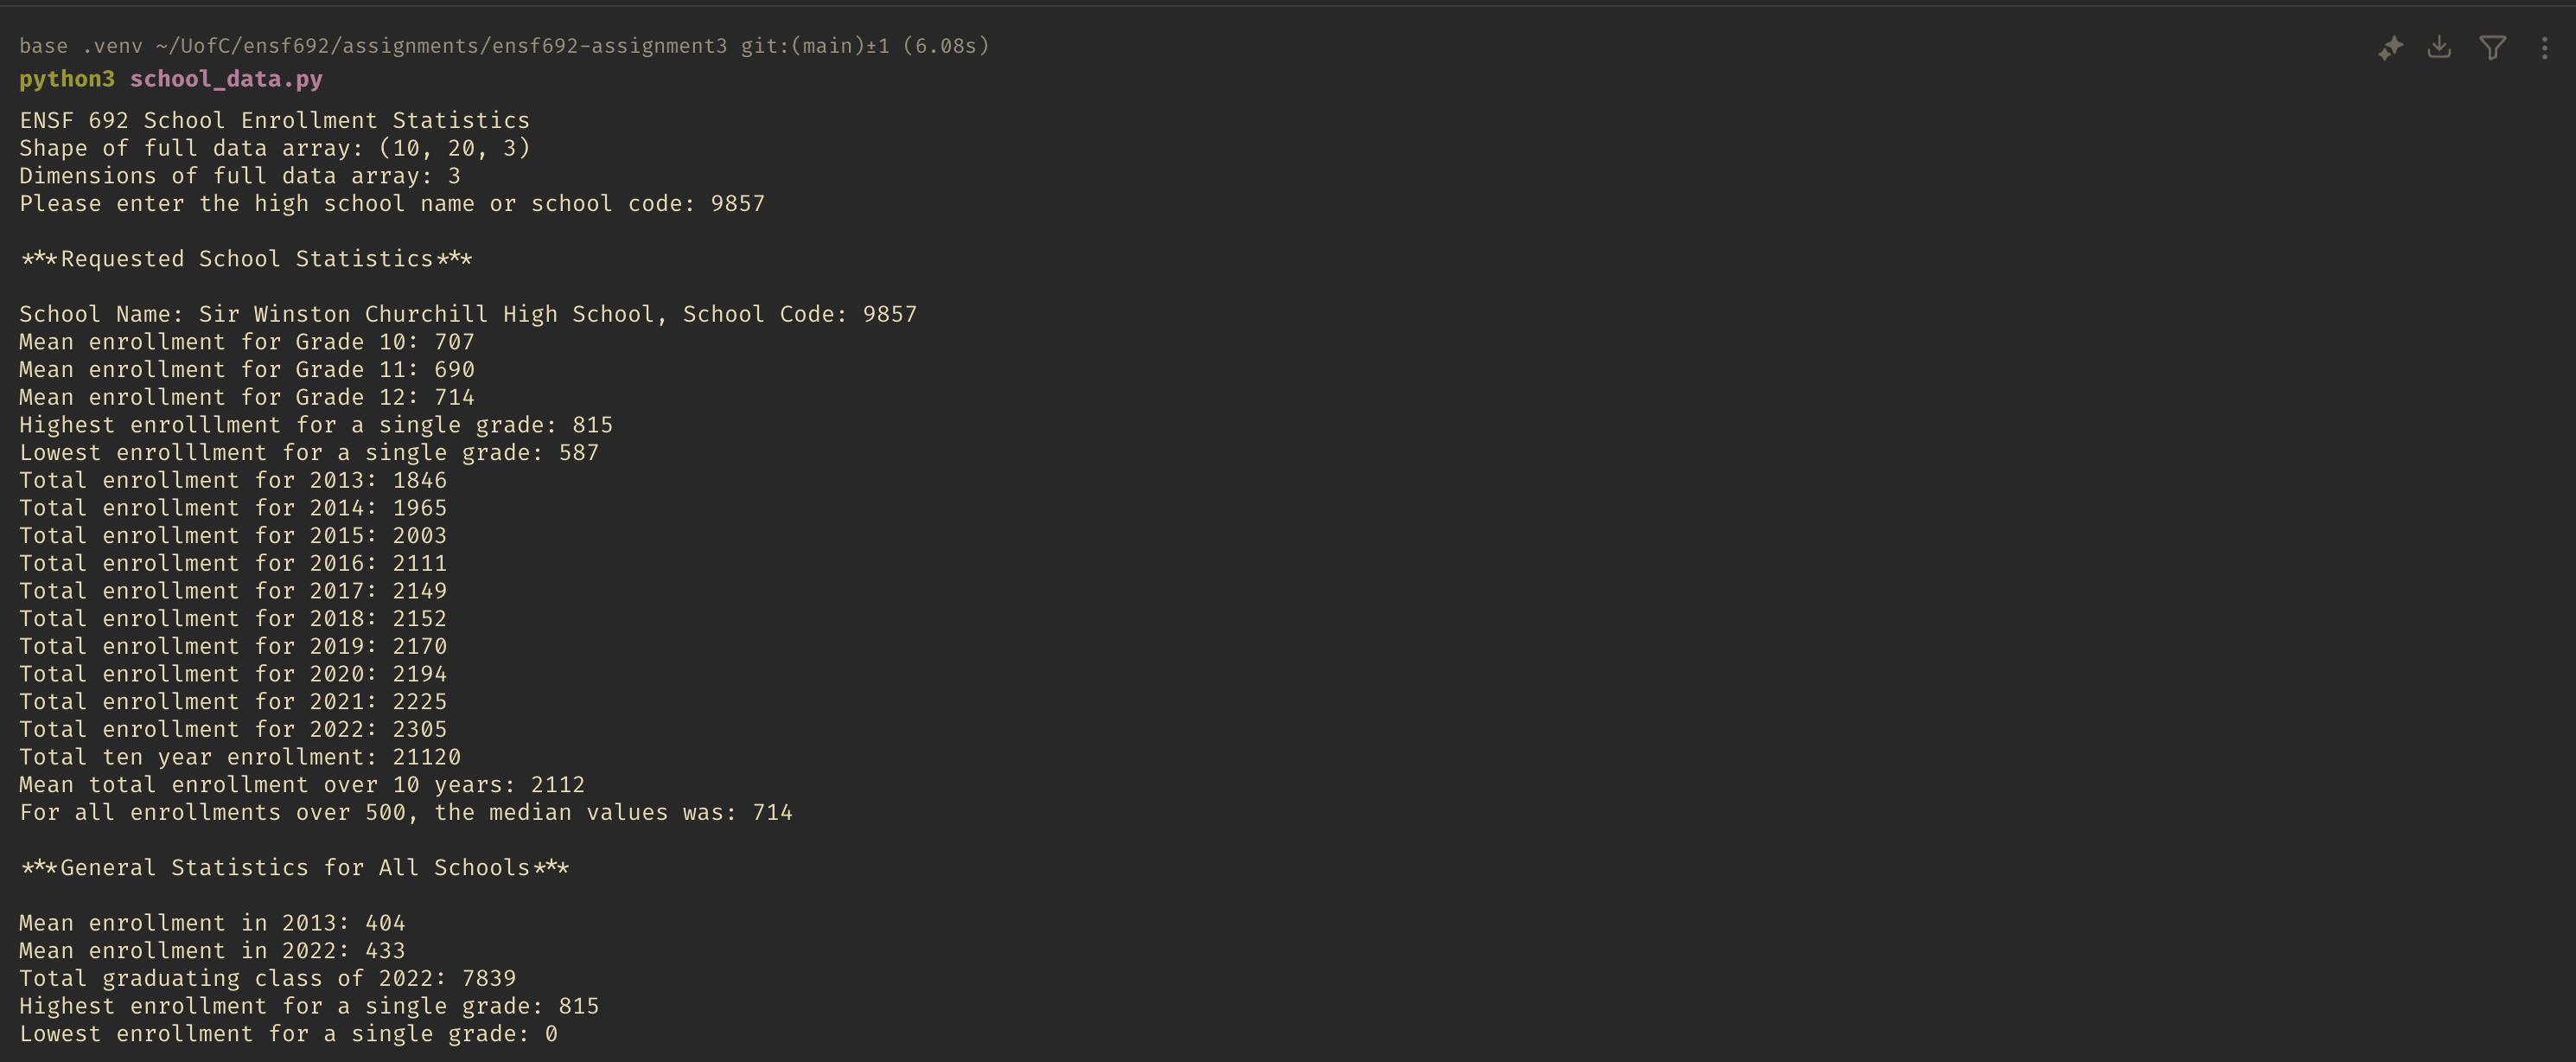 base .venv ~/UofC/ensf692/assignments/ensf692-assignment3 git:(main)±1 (6.08s)
python3 school_data.py
ENSF 692 School Enrollment Statistics
Shape of full data array: (10, 20, 3)
Dimensions of full data array: 3
Please enter the high school name or school code: 9857
***Requested School Statistics***
School Name: Sir Winston Churchill High School, School Code: 9857
Mean enrollment for Grade 10: 707
Mean enrollment for Grade 11: 690
Mean enrollment for Grade 12: 714
Highest enrolllment for a single grade: 815
Lowest enrolllment for a single grade: 587
Total enrollment for 2013: 1846
Total enrollment for 2014: 1965
Total enrollment for 2015: 2003
Total enrollment for 2016: 2111
Total enrollment for 2017: 2149
Total enrollment for 2018: 2152
Total enrollment for 2019: 2170
Total enrollment for 2020: 2194
Total enrollment for 2021: 2225
Total enrollment for 2022: 2305
Total ten year enrollment: 21120
Mean total enrollment over 10 years: 2112
For all enrollments over 500, the median values was: 714
***General Statistics for All Schools***
Mean enrollment in 2013: 404
Mean enrollment in 2022: 433
Total graduating class of 2022: 7839
Highest enrollment for a single grade: 815
Lowest enrollment for a single grade: 0